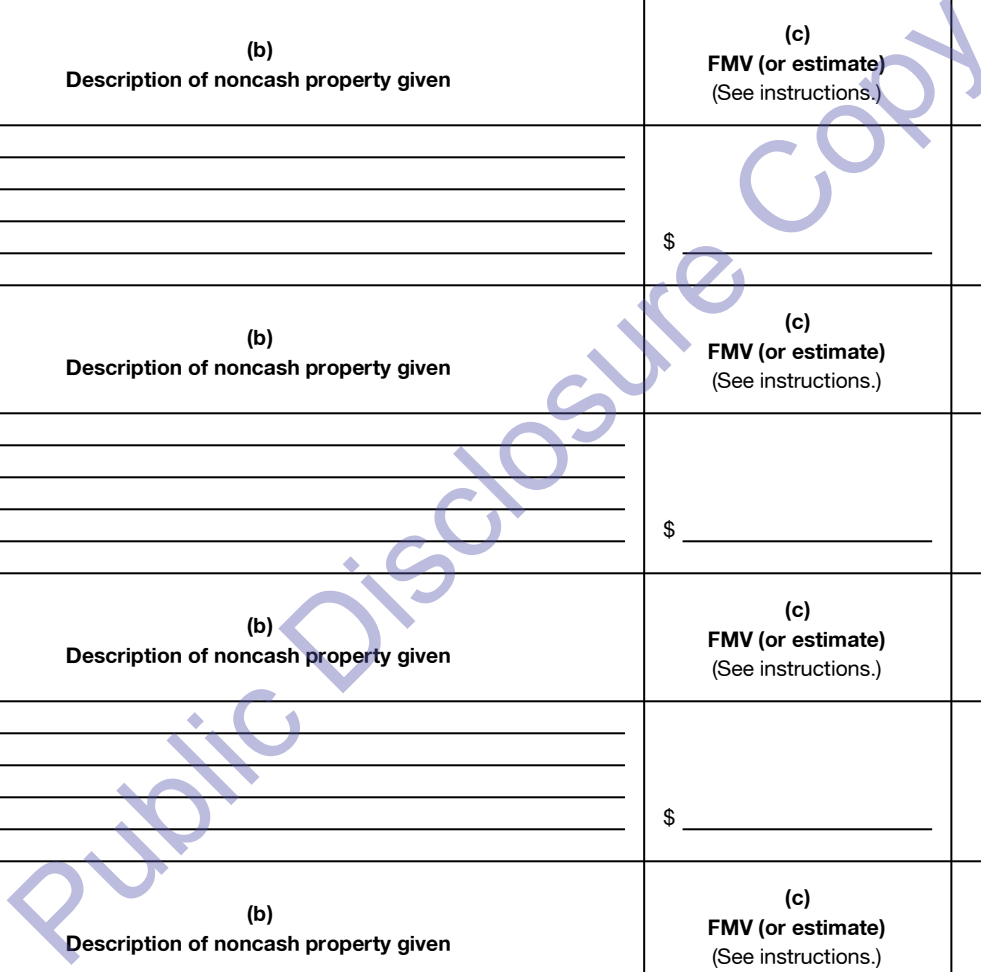 (b)
Description of noncash property given
(c)
FMV (or estimate)
(See instructions.)
$
(b)
Description of noncash property given
(c)
FMV (or estimate)
(See instructions.)
$
(b)
Description of noncash property given
(c)
FMV (or estimate)
(See instructions.)
$
(b)
Description of noncash property given
(c)
FMV (or estimate)
(See instructions.)
Public Disclosure Copy